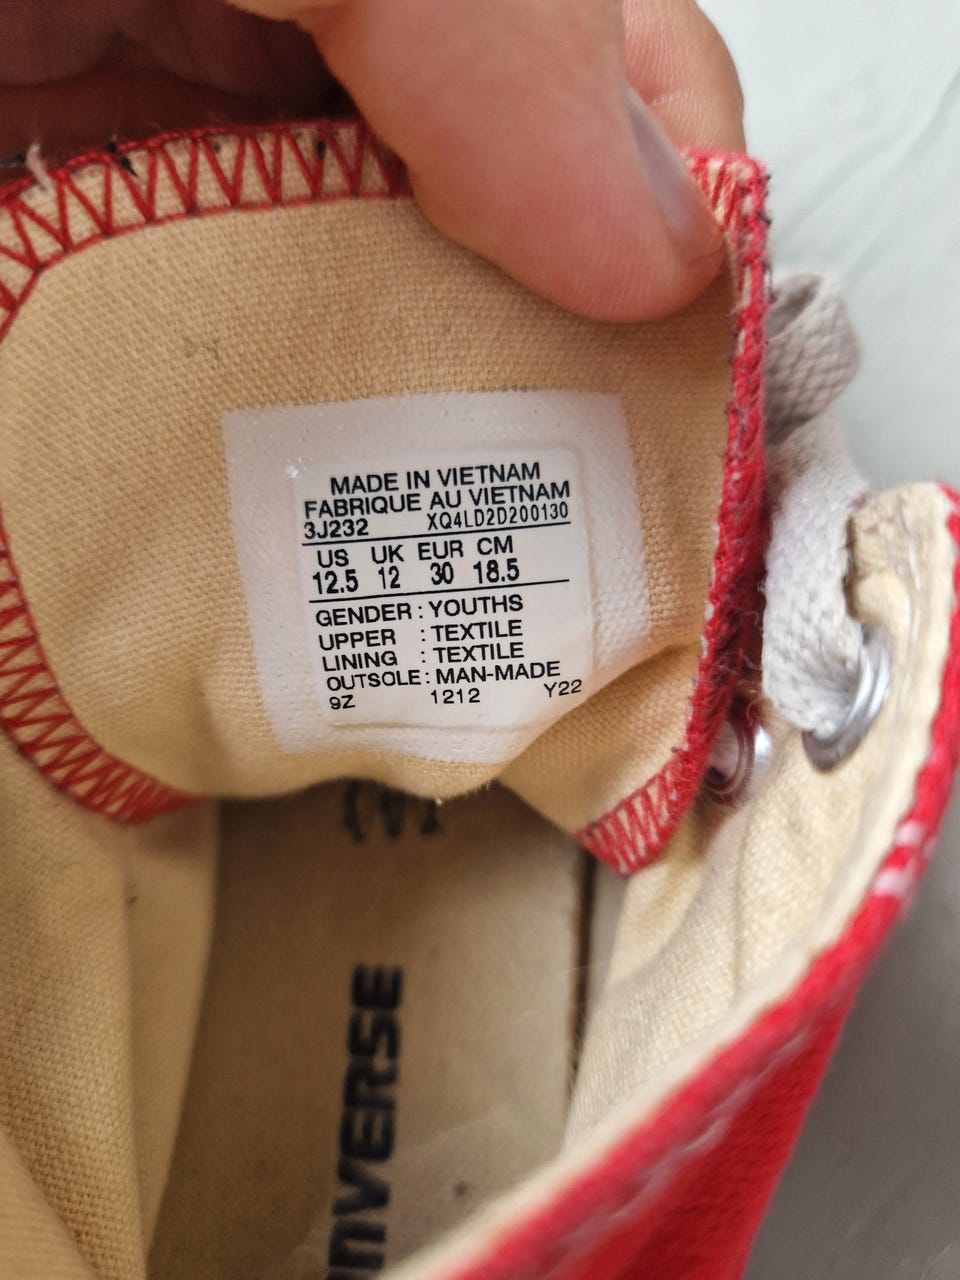 MADE IN VIETNAM
FABRIQUE AU VIETNAM
3J232 XQ4LD2D200130
US UK EUR CM
12.5 12 30 18.5
GENDER : YOUTHS
UPPER : TEXTILE
LINING : TEXTILE
OUTSOLE : MAN-MADE
9Z 1212 Y22
NVERSE